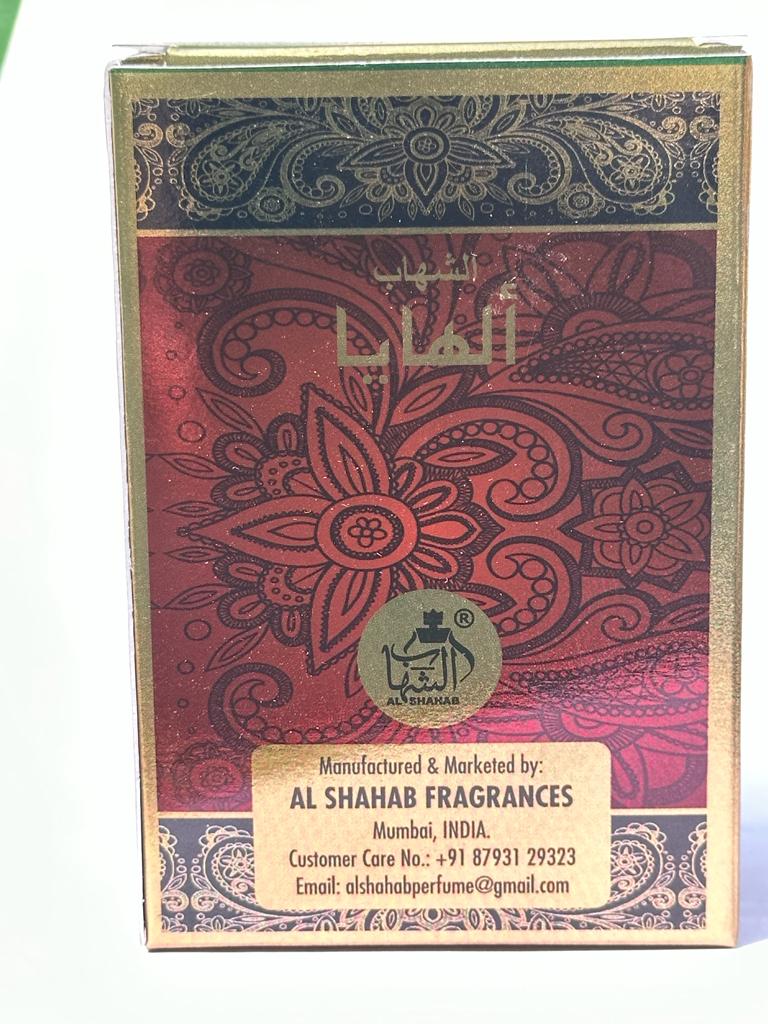 الشهاب
ألهايا
®
الشهاب
AL SHAHAB
Manufactured & Marketed by:
AL SHAHAB FRAGRANCES
Mumbai, INDIA.
Customer Care No.: +91 87931 29323
Email: alshahabperfume@gmail.com